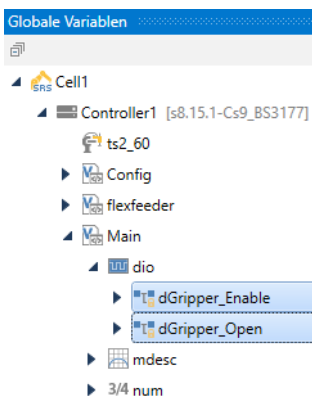 Globale Variablen
SRS Cell1
Controller1 [s8.15.1-Cs9_BS3177]
ts2_60
Config
flexfeeder
Main
dio
dGripper_Enable
dGripper_Open
mdesc
3/4 num